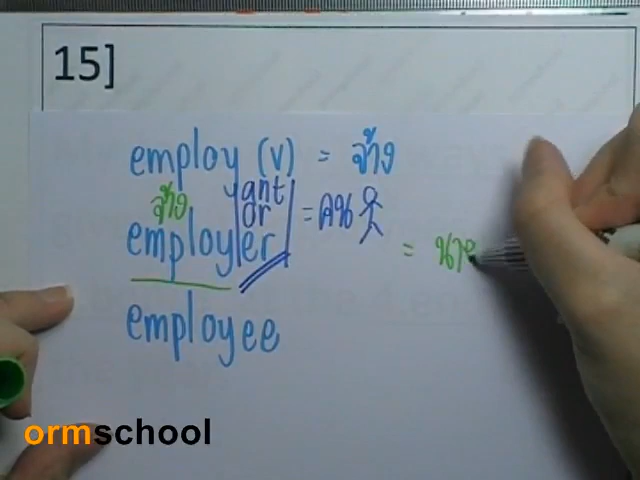 15]
employ (v) = จ้าง
จ้าง ant
or = คน
employer = นาย
employee
ormschool